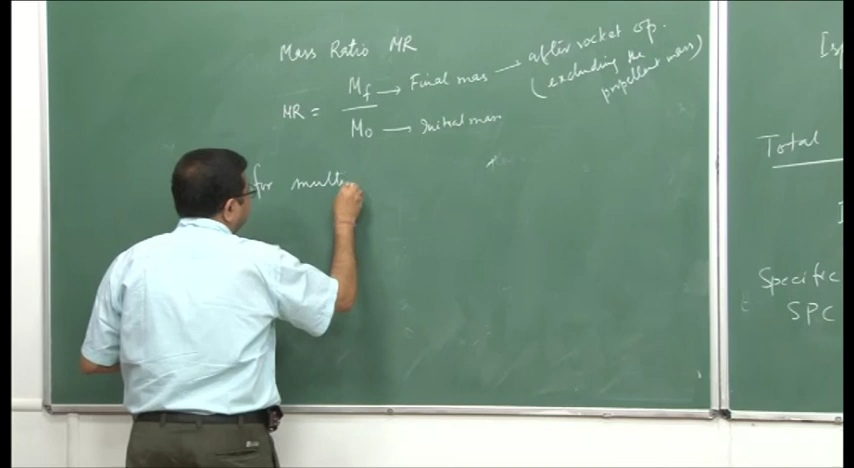 Mass Ratio MR
MR = Mf → Final mass → after rocket op.
(excluding the
propellent mass)
M0 → Initial mass
for multi
Total
Specific
SPC